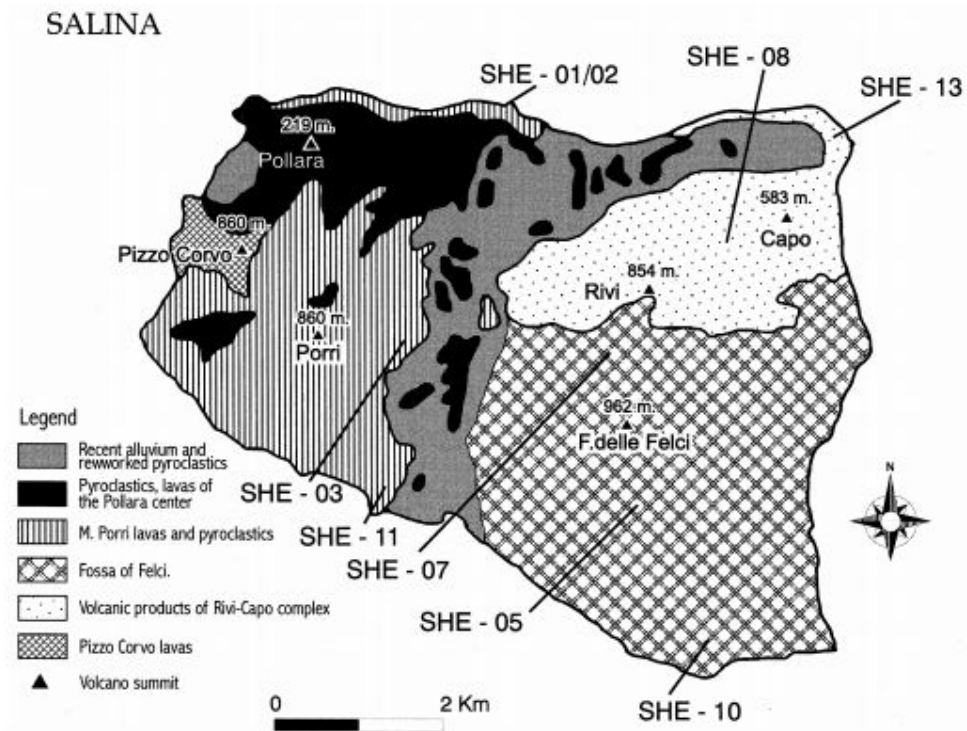 SALINA
SHE - 01/02
SHE - 08
SHE - 13
219 m.
Pollara
660 m.
Pizzo Corvo
583 m.
Capo
854 m.
Rivi
860 m.
Porri
962 m.
F.delle Felci
Legend
Recent alluvium and
rewworked pyroclastics
Pyroclastics, lavas of
the Pollara center
M. Porri lavas and pyroclastics
Fossa of Felci.
Volcanic products of Rivi-Capo complex
Pizzo Corvo lavas
Volcano summit
SHE - 03
SHE - 11
SHE - 07
SHE - 05
SHE - 10
N
0 2 Km